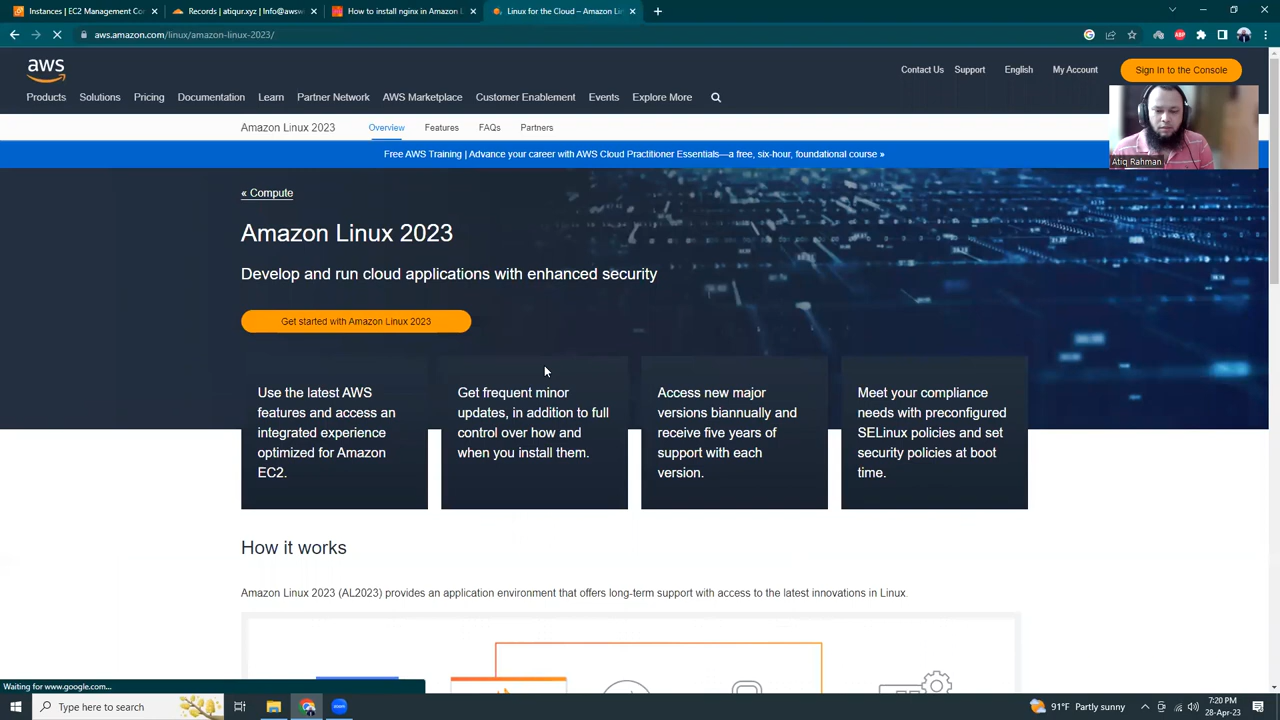 Instances | EC2 Management Co
Records | atiqur.xyz | Info@awsw
How to install nginx in Amazon L
Linux for the Cloud – Amazon Lin
aws.amazon.com/linux/amazon-linux-2023/
aws
Contact Us
Support
English
My Account
Sign In to the Console
Products
Solutions
Pricing
Documentation
Learn
Partner Network
AWS Marketplace
Customer Enablement
Events
Explore More
Amazon Linux 2023
Overview
Features
FAQs
Partners
Atiq Rahman
Free AWS Training | Advance your career with AWS Cloud Practitioner Essentials—a free, six-hour, foundational course »
« Compute
Amazon Linux 2023
Develop and run cloud applications with enhanced security
Get started with Amazon Linux 2023
Use the latest AWS
features and access an
integrated experience
optimized for Amazon
EC2.
Get frequent minor
updates, in addition to full
control over how and
when you install them.
Access new major
versions biannually and
receive five years of
support with each
version.
Meet your compliance
needs with preconfigured
SELinux policies and set
security policies at boot
time.
How it works
Amazon Linux 2023 (AL2023) provides an application environment that offers long-term support with access to the latest innovations in Linux.
Waiting for www.google.com...
Type here to search
zoom
91°F Partly sunny
7:20 PM
28-Apr-23
ABP